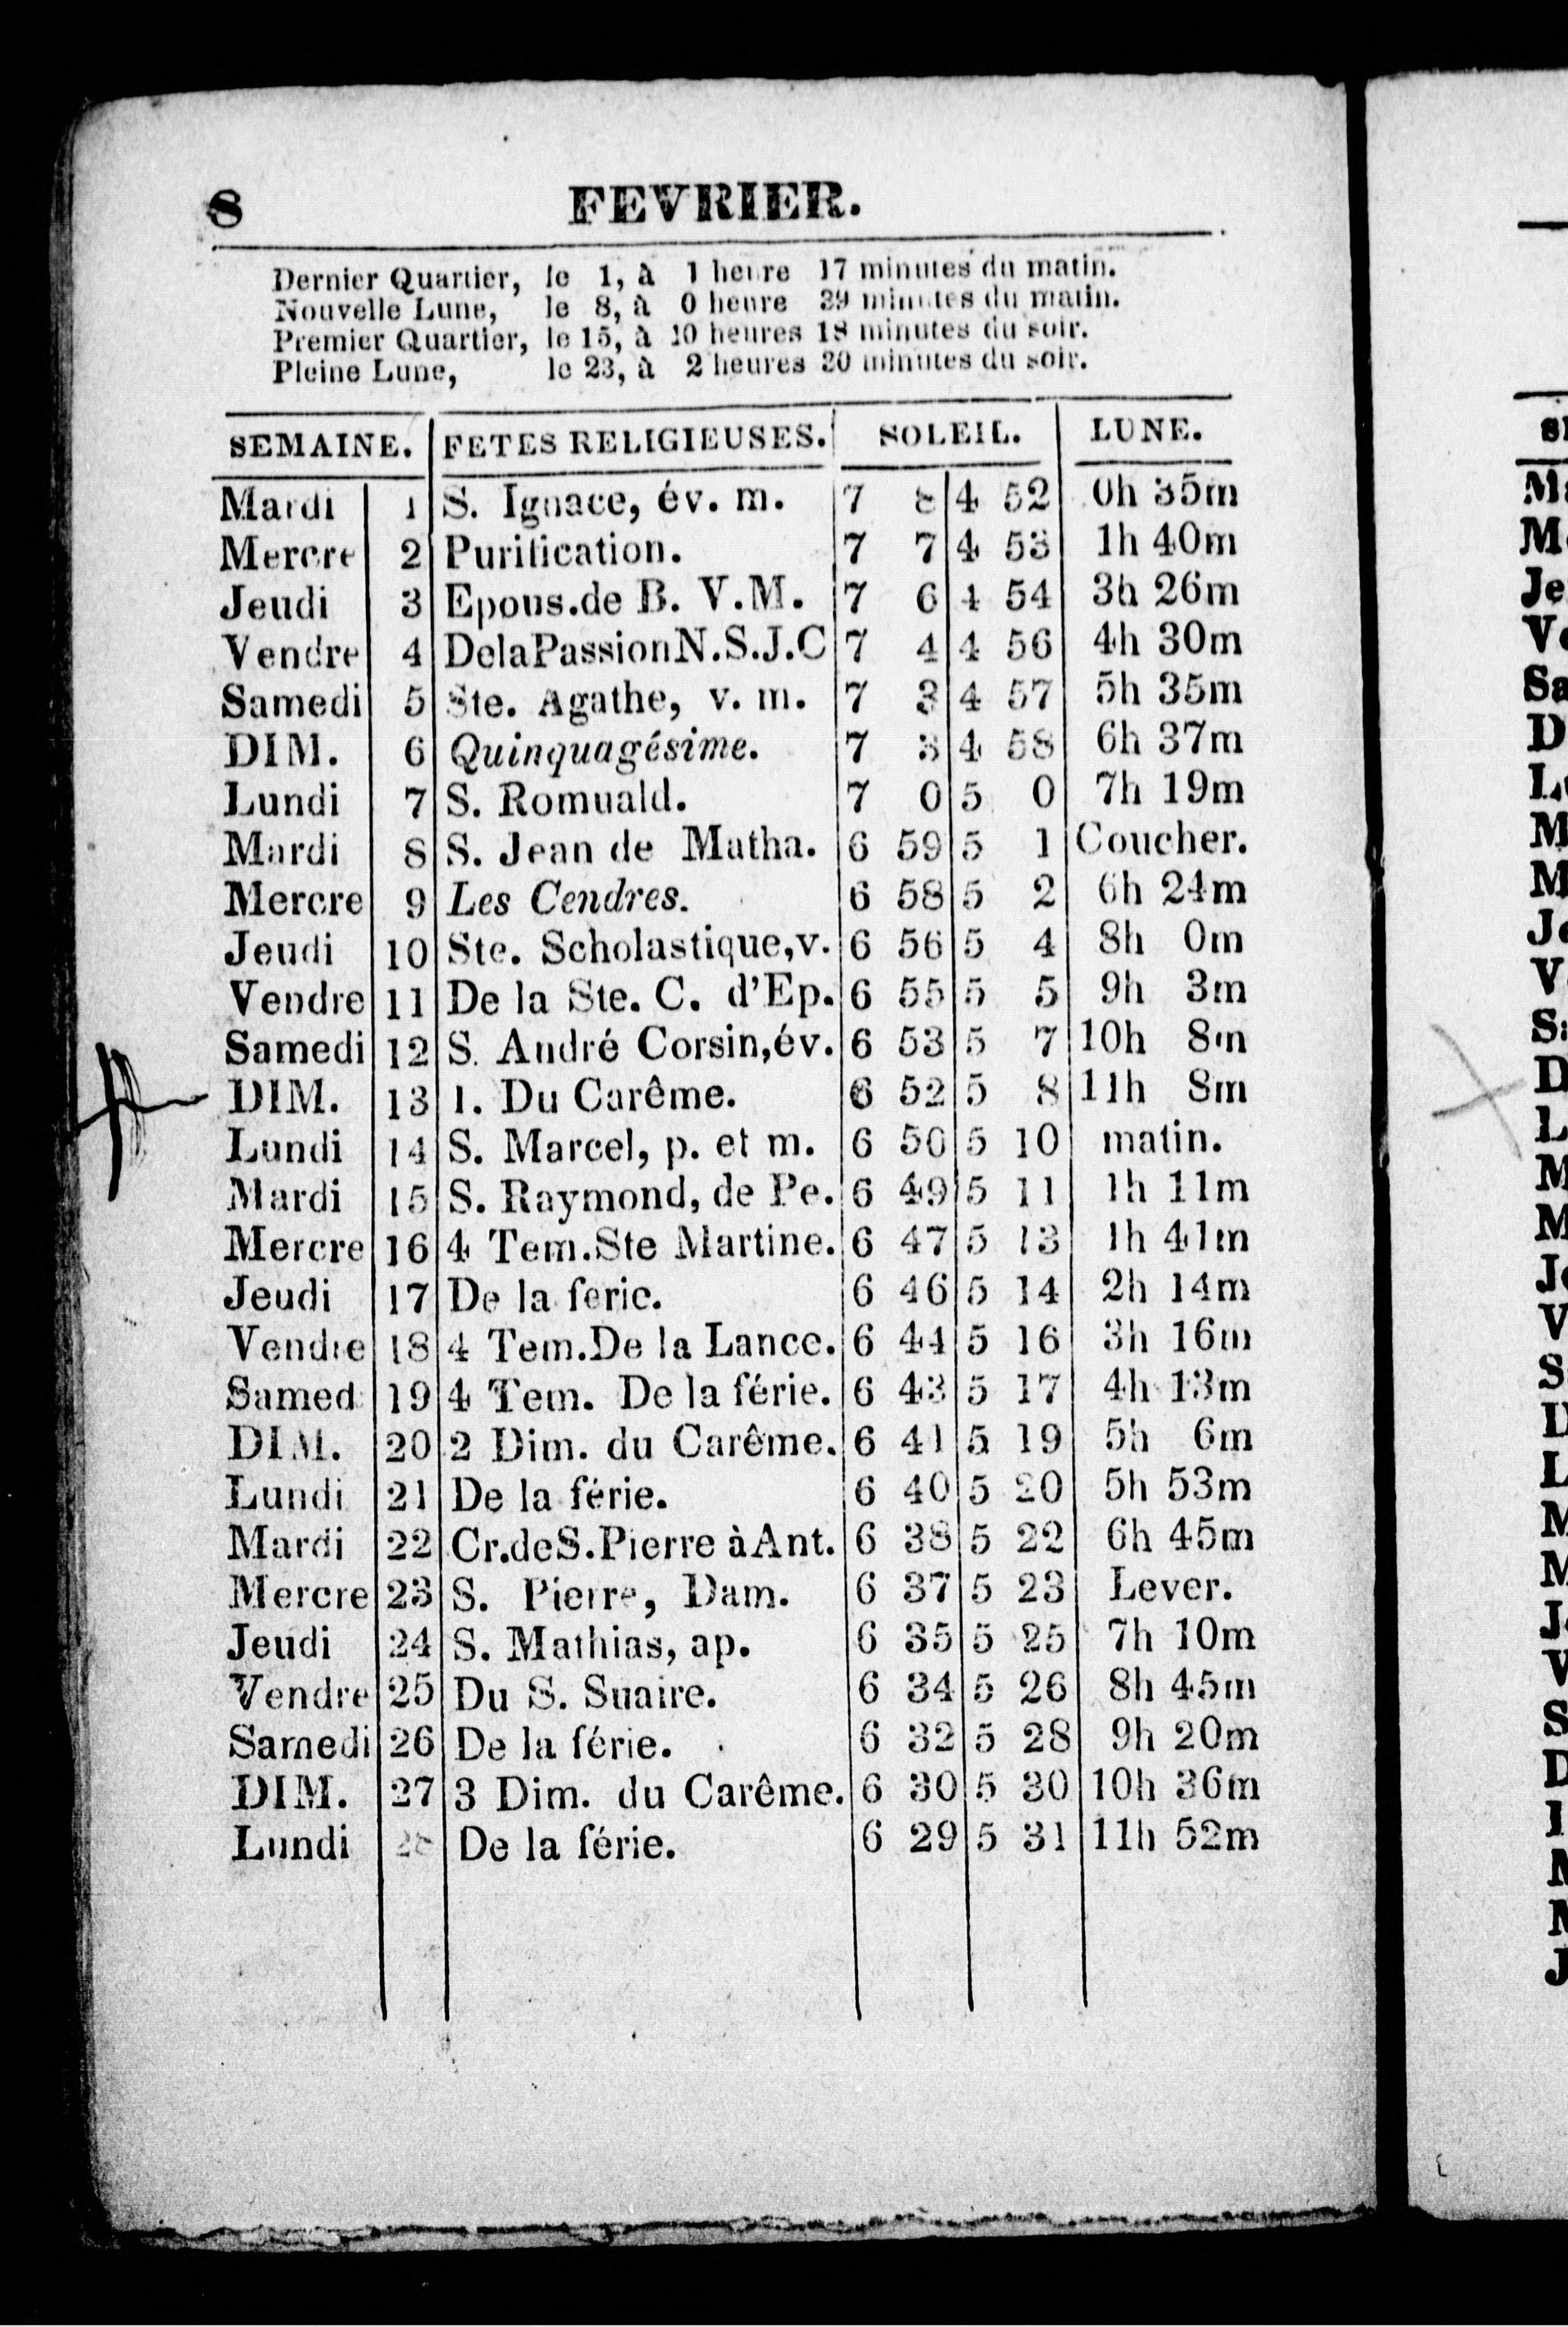 8 FEVRIER.
Dernier Quartier, le 1, à 1 heure 17 minutes du matin.
Nouvelle Lune, le 8, à 0 heure 39 minutes du matin.
Premier Quartier, le 15, à 10 heures 18 minutes du soir.
Pleine Lune, le 23, à 2 heures 20 minutes du soir.
SEMAINE. FETES RELIGIEUSES. SOLEIL. LUNE.
Mardi 1 S. Ignace, év. m. 7 8 4 52 0h 35m
Mercre 2 Purification. 7 7 4 53 1h 40m
Jeudi 3 Epous.de B. V.M. 7 6 4 54 3h 26m
Vendre 4 DelaPassionN.S.J.C 7 4 4 56 4h 30m
Samedi 5 Ste. Agathe, v. m. 7 3 4 57 5h 35m
DIM. 6 Quinquagésime. 7 3 4 58 6h 37m
Lundi 7 S. Romuald. 7 0 5 0 7h 19m
Mardi 8 S. Jean de Matha. 6 59 5 1 Coucher.
Mercre 9 Les Cendres. 6 58 5 2 6h 24m
Jeudi 10 Ste. Scholastique,v. 6 56 5 4 8h 0m
Vendre 11 De la Ste. C. d'Ep. 6 55 5 5 9h 3m
Samedi 12 S. André Corsin,év. 6 53 5 7 10h 8m
DIM. 13 1. Du Carême. 6 52 5 8 11h 8m
Lundi 14 S. Marcel, p. et m. 6 50 5 10 matin.
Mardi 15 S. Raymond, de Pe. 6 49 5 11 1h 11m
Mercre 16 4 Tem.Ste Martine. 6 47 5 13 1h 41m
Jeudi 17 De la ferie. 6 46 5 14 2h 14m
Vendre 18 4 Tem.De la Lance. 6 44 5 16 3h 16m
Samed 19 4 Tem. De la férie. 6 43 5 17 4h 13m
DIM. 20 2 Dim. du Carême. 6 41 5 19 5h 6m
Lundi 21 De la férie. 6 40 5 20 5h 53m
Mardi 22 Cr.deS.Pierre àAnt. 6 38 5 22 6h 45m
Mercre 23 S. Pierre, Dam. 6 37 5 23 Lever.
Jeudi 24 S. Mathias, ap. 6 35 5 25 7h 10m
Vendre 25 Du S. Suaire. 6 34 5 26 8h 45m
Samedi 26 De la férie. 6 32 5 28 9h 20m
DIM. 27 3 Dim. du Carême. 6 30 5 30 10h 36m
Lundi 28 De la férie. 6 29 5 31 11h 52m